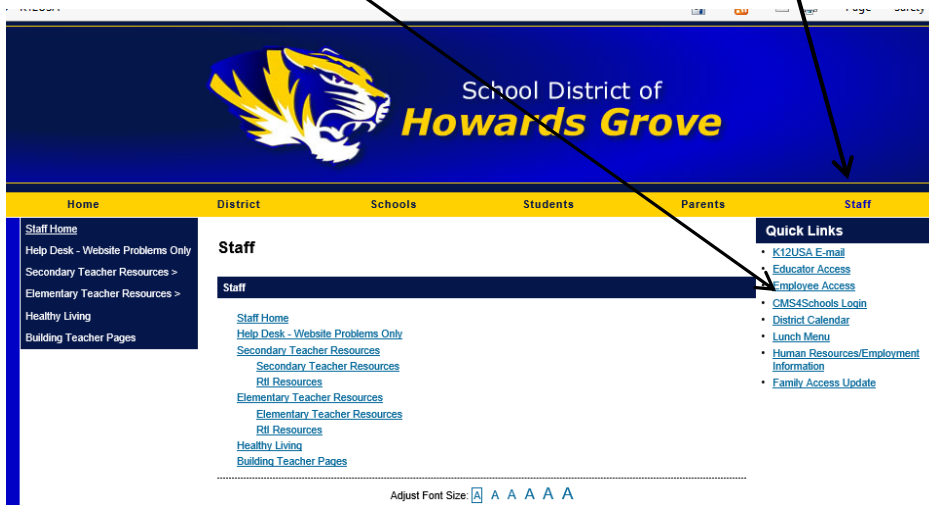 School District of
Howards Grove
Home District Schools Students Parents Staff
Staff Home
Help Desk - Website Problems Only
Secondary Teacher Resources >
Elementary Teacher Resources >
Healthy Living
Building Teacher Pages
Staff
Staff
Staff Home
Help Desk - Website Problems Only
Secondary Teacher Resources
Secondary Teacher Resources
RtI Resources
Elementary Teacher Resources
Elementary Teacher Resources
RtI Resources
Healthy Living
Building Teacher Pages
Adjust Font Size: A A A A A A
Quick Links
• K12USA E-mail
• Educator Access
• Employee Access
• CMS4Schools Login
• District Calendar
• Lunch Menu
• Human Resources/Employment
Information
• Family Access Update